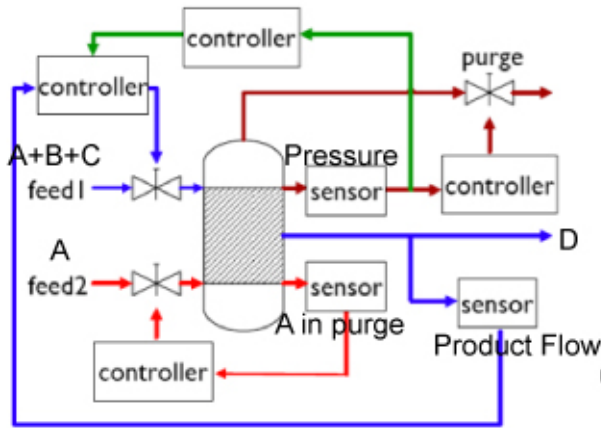 controller
purge
controller
A+B+C
Pressure
feed1
sensor
controller
A
D
feed2
sensor
sensor
A in purge
Product Flow
controller